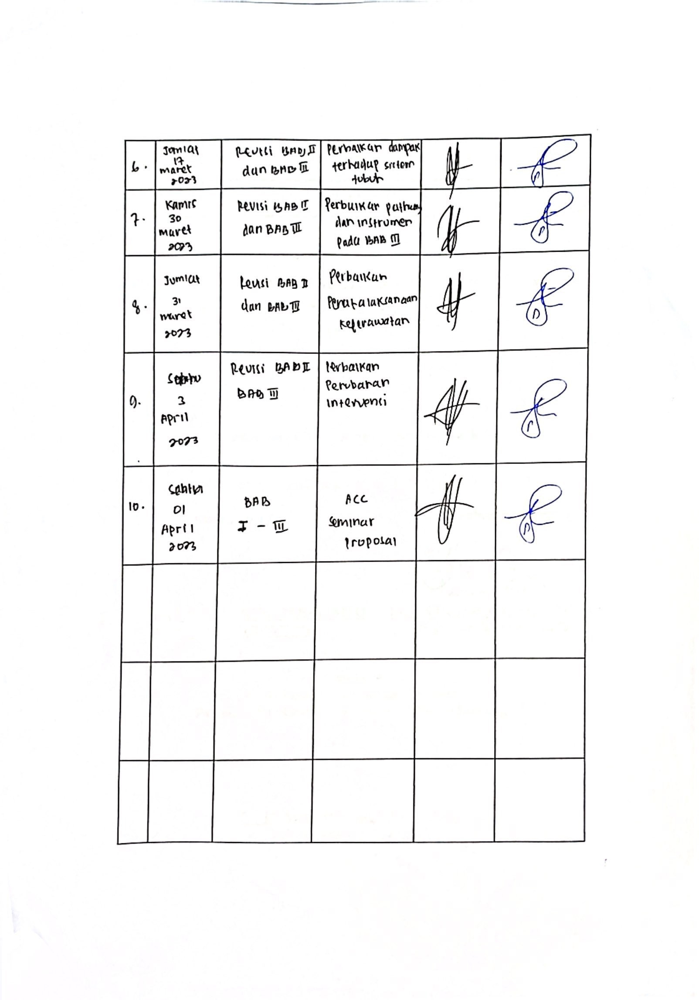 6.
Jumlat
17
maret
2023
Revisi BAB II
dan BAB III
Perbaikan dampak
terhadap sistem
tubuh
7.
Kamis
30
maret
2023
Revisi BAB II
dan BAB III
Perbaikan pathway
dan instrumen
pada BAB III
8.
Jumlat
31
maret
2023
Revisi BAB II
dan BAB III
Perbaikan
Penatalaksanaan
Keperawatan
9.
3
April
2023
Revisi BAB II
BAB III
Perbaikan
Perubahan
Intervensi
10.
Sabtu
01
April
2023
BAB
I - III
ACC
Seminar
Proposal